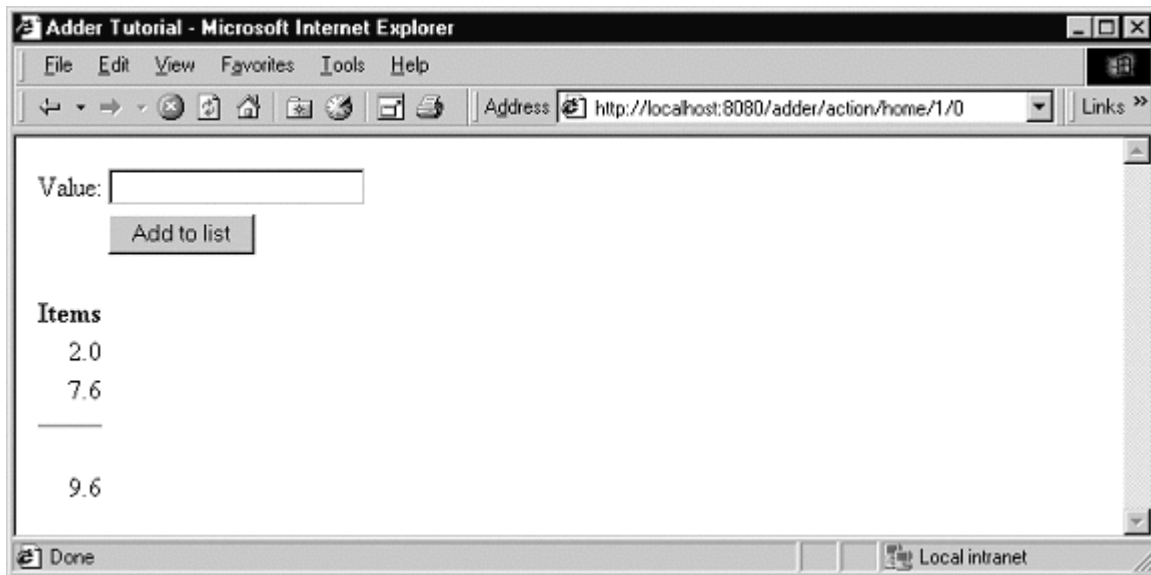 Adder Tutorial - Microsoft Internet Explorer
File Edit View Favorites Tools Help
Address http://localhost:8080/adder/action/home/1/0 Links »
Value:
Add to list
Items
2.0
7.6
9.6
Done Local intranet